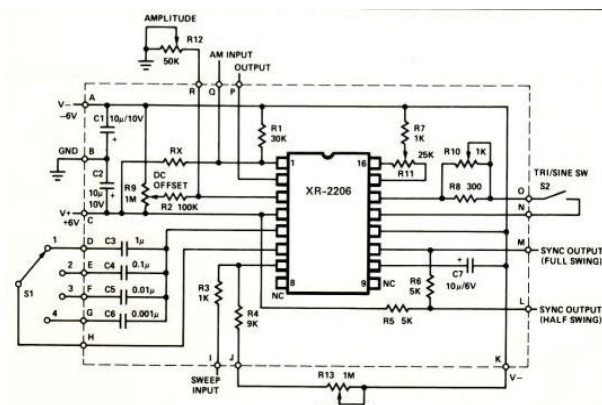 AMPLITUDE
R12
50K
AM INPUT
OUTPUT
R
Q
P
A
V−
−6V
C1
10μ/10V
+
R1
30K
R7
1K
R10
1K
B
GND
RX
1
16
25K
R11
TRI/SINE SW
C2
10μ
10V
+
R9
1M
DC
OFFSET
R2 100K
XR-2206
R8 300
O
S2
N
V+
+6V
C
1
D
C3
1μ
M
SYNC OUTPUT
(FULL SWING)
2
E
C4
0.1μ
S1
3
F
C5
0.01μ
R3
1K
NC
8
9
NC
+
C7
10μ/6V
R6
5K
4
G
C6
0.001μ
R4
9K
R5
5K
L
SYNC OUTPUT
(HALF SWING)
H
I
J
K
SWEEP
INPUT
R13
1M
V−